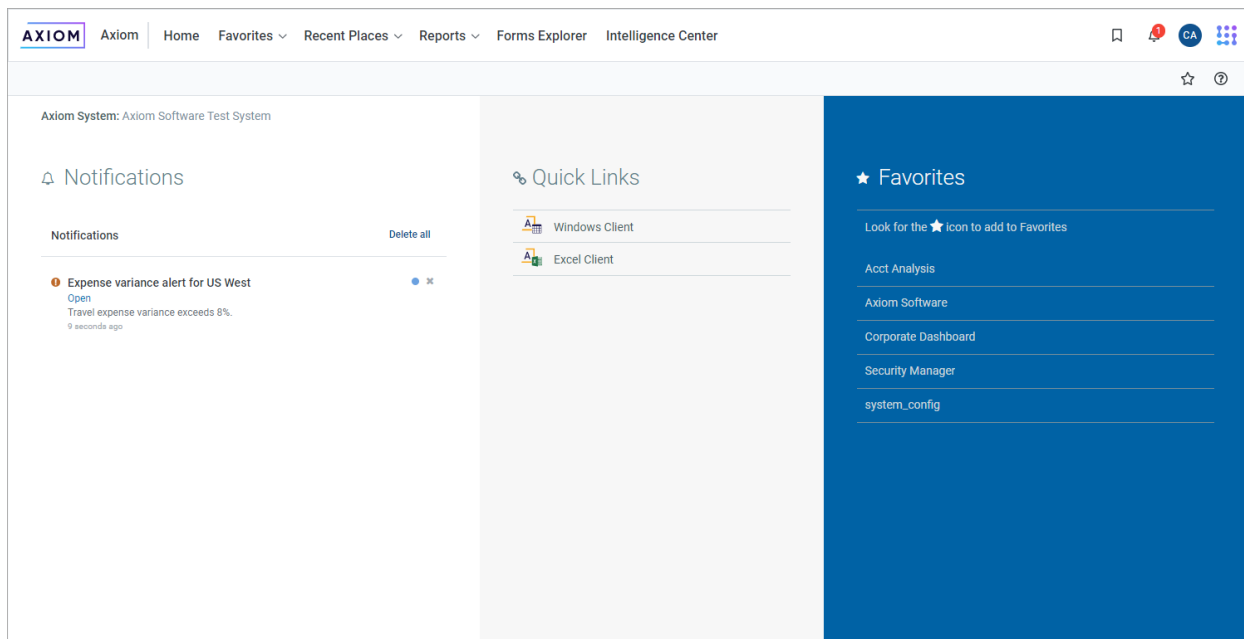 AXIOM Axiom Home Favorites Recent Places Reports Forms Explorer Intelligence Center 1 CA
Axiom System: Axiom Software Test System
Notifications
Notifications Delete all
Expense variance alert for US West
Open
Travel expense variance exceeds 8%.
9 seconds ago
Quick Links
Windows Client
Excel Client
Favorites
Look for the icon to add to Favorites
Acct Analysis
Axiom Software
Corporate Dashboard
Security Manager
system_config